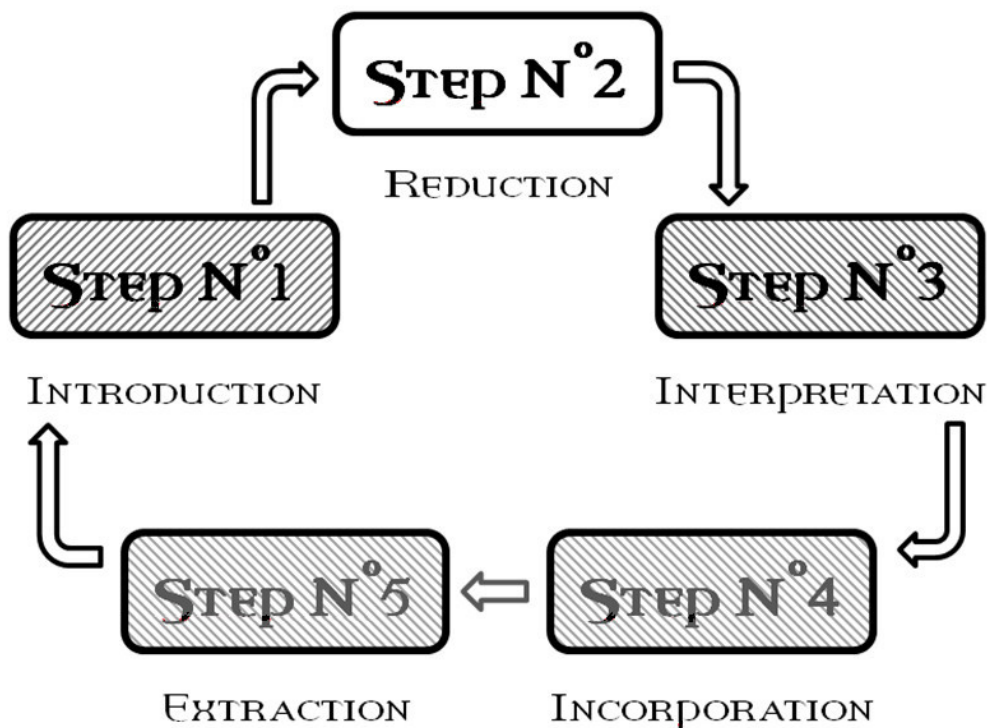 Step N°2
Reduction
Step N°1
Step N°3
Introduction
Interpretation
Step N°5
Step N°4
Extraction
Incorporation